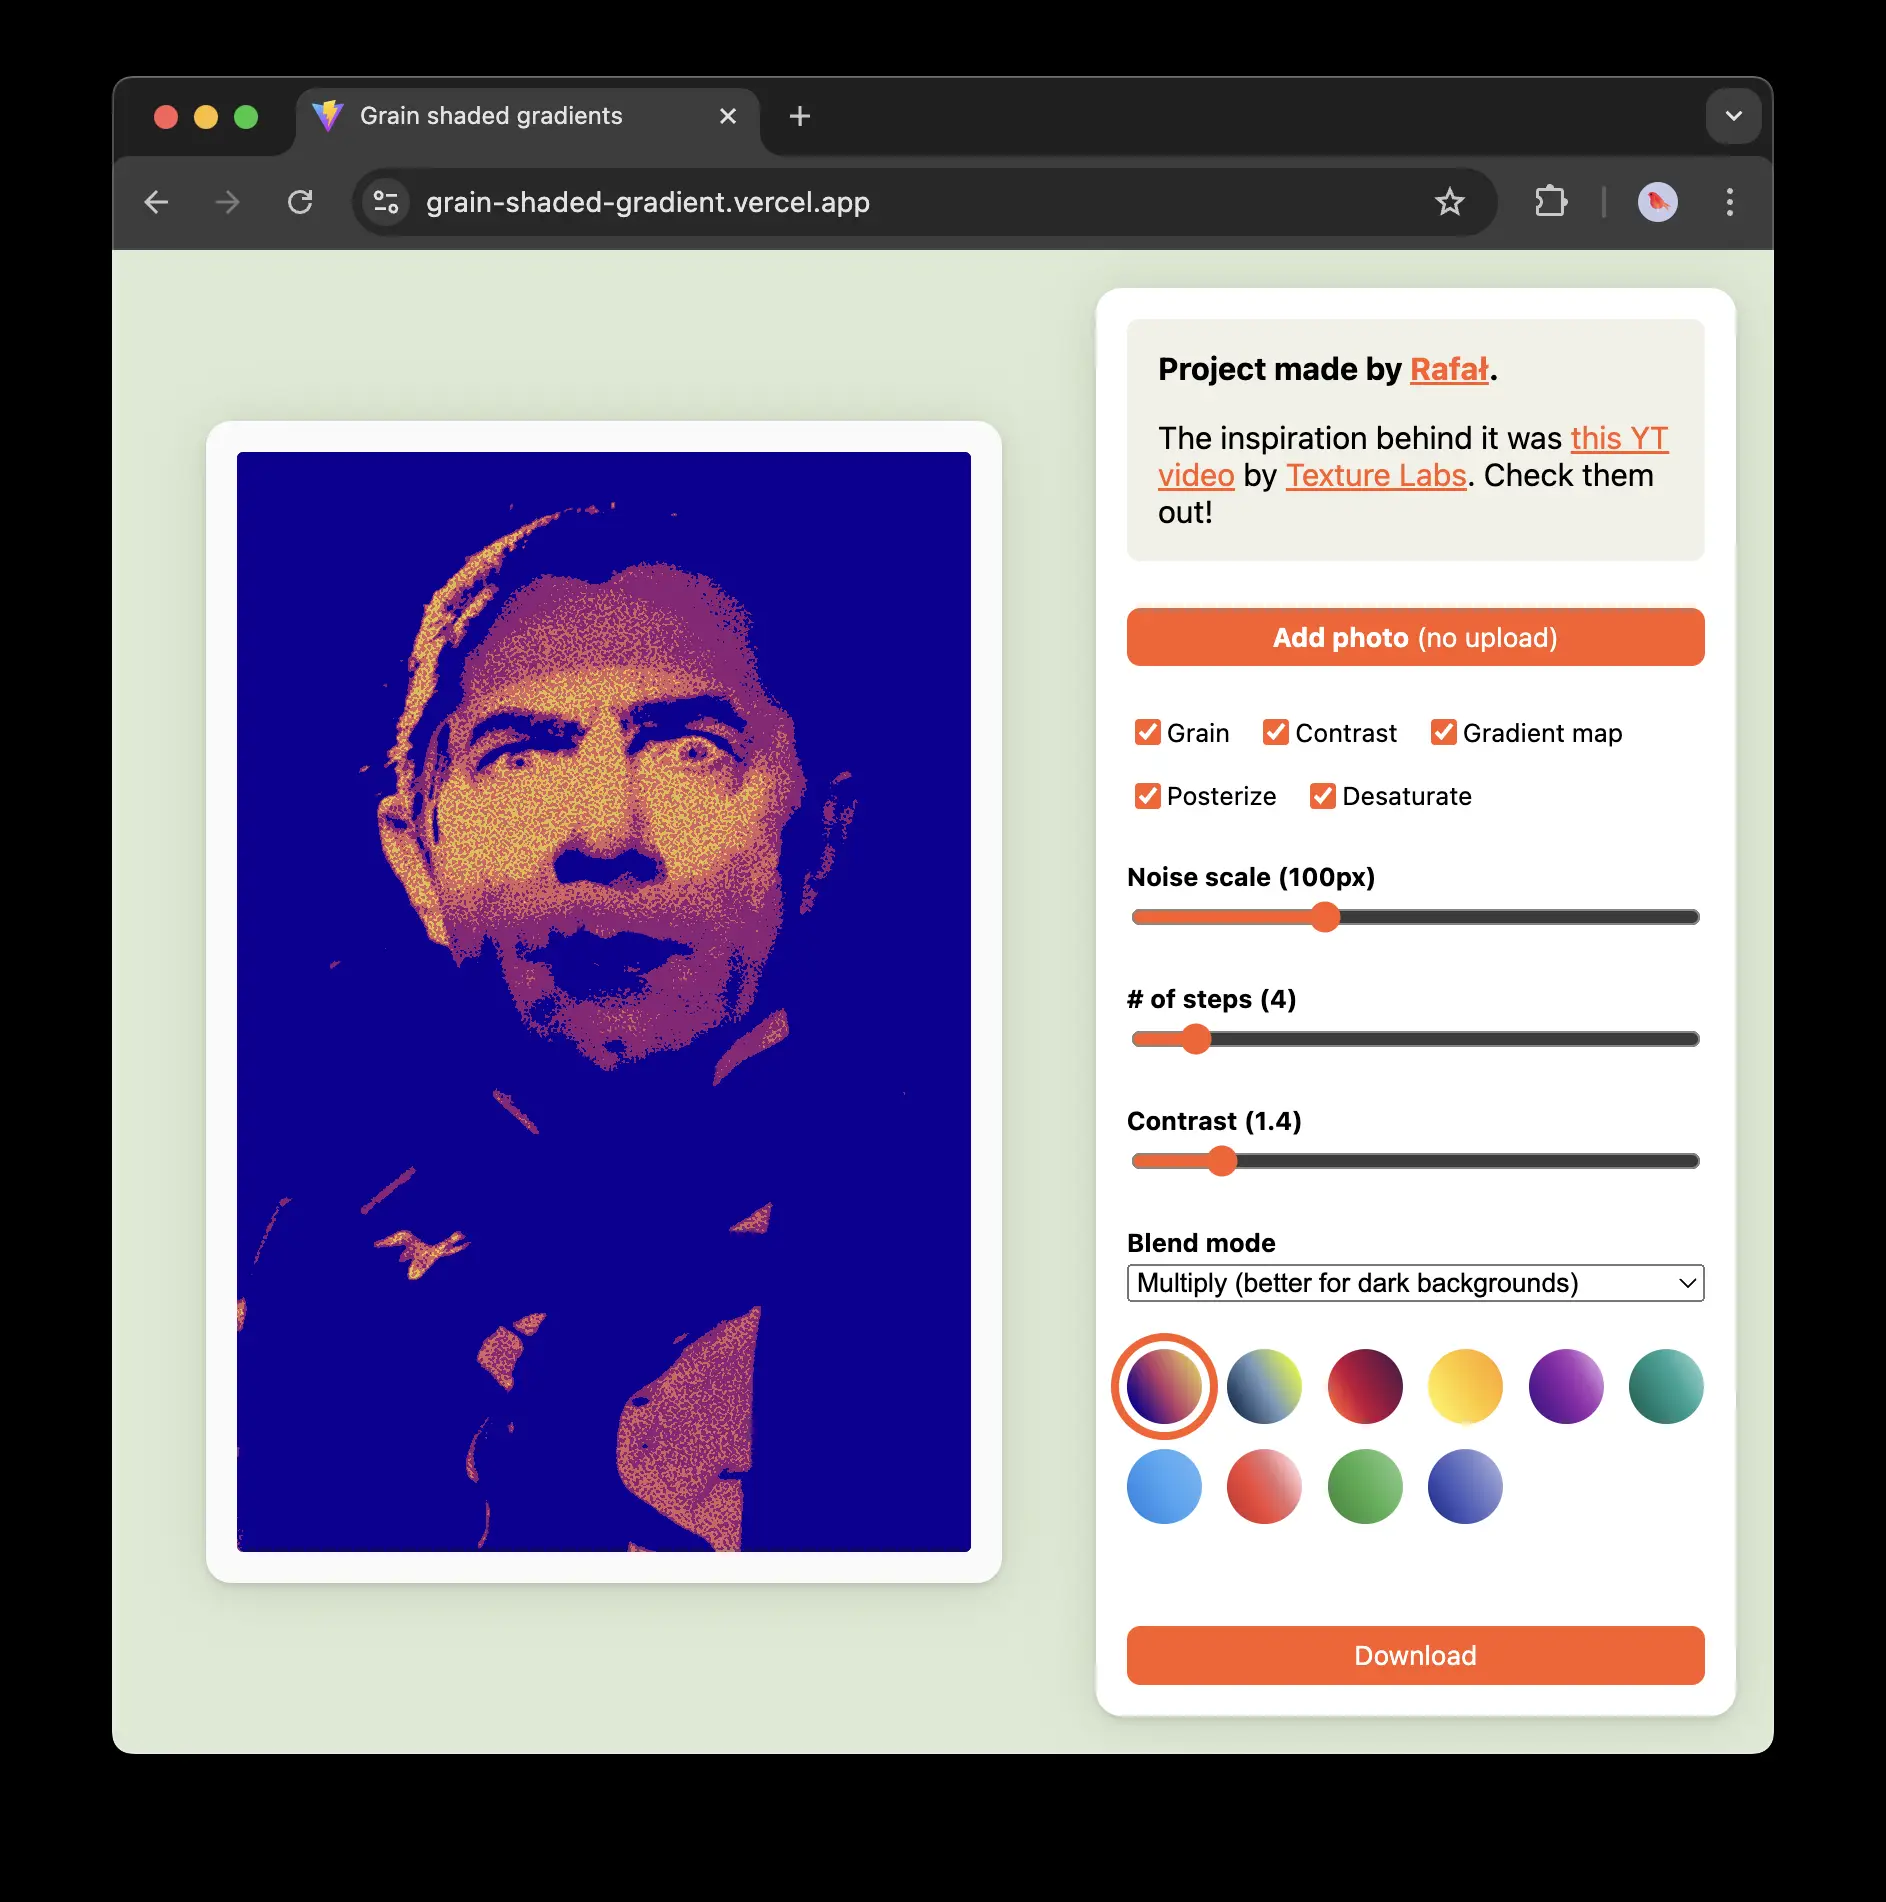 Grain shaded gradients
grain-shaded-gradient.vercel.app
Project made by Rafał.
The inspiration behind it was this YT
video by Texture Labs. Check them
out!
Add photo (no upload)
Grain Contrast Gradient map
Posterize Desaturate
Noise scale (100px)
# of steps (4)
Contrast (1.4)
Blend mode
Multiply (better for dark backgrounds)
Download